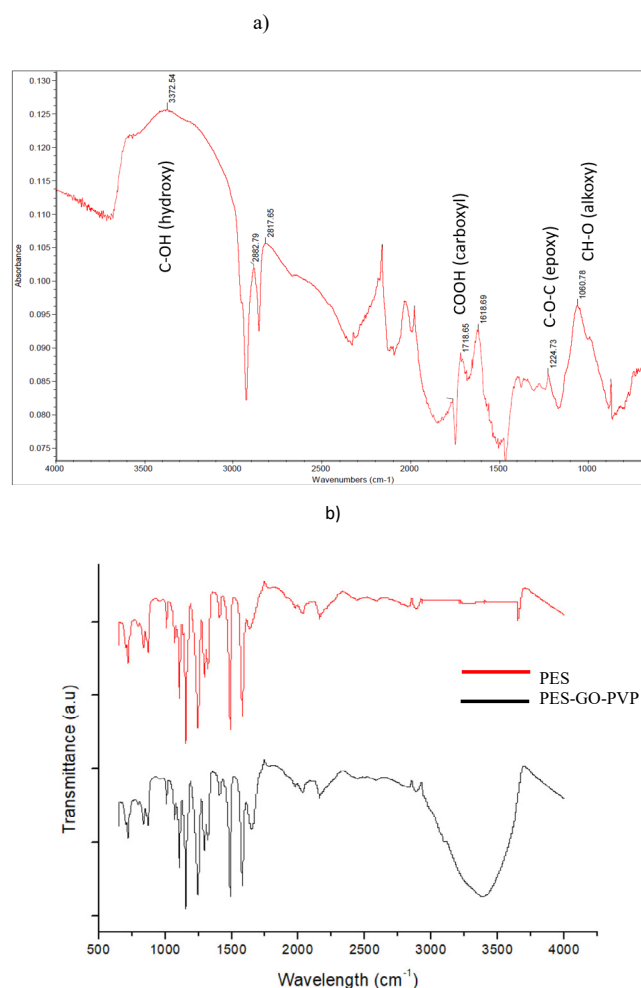 a)
0.130
0.125
0.120
0.115
0.110
0.105
0.100
0.095
0.090
0.085
0.080
0.075
Absorbance
3372.54
C-OH (hydroxy)
2882.79
2817.65
COOH (carboxyl)
1718.65
1618.69
C-O-C (epoxy)
1224.73
CH-O (alkoxy)
1060.78
4000 3500 3000 2500 2000 1500 1000
Wavenumbers (cm-1)
b)
Transmittance (a.u)
PES
PES-GO-PVP
500 1000 1500 2000 2500 3000 3500 4000
Wavelength (cm⁻¹)